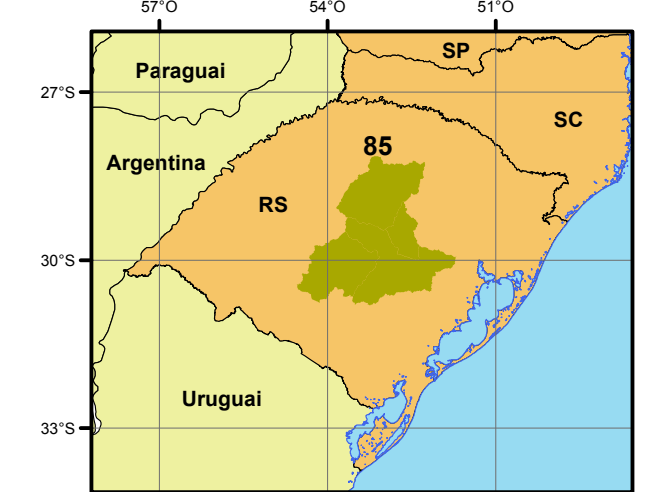 57°O 54°O 51°O
SP
Paraguai
27°S
SC
85
Argentina
RS
30°S
Uruguai
33°S